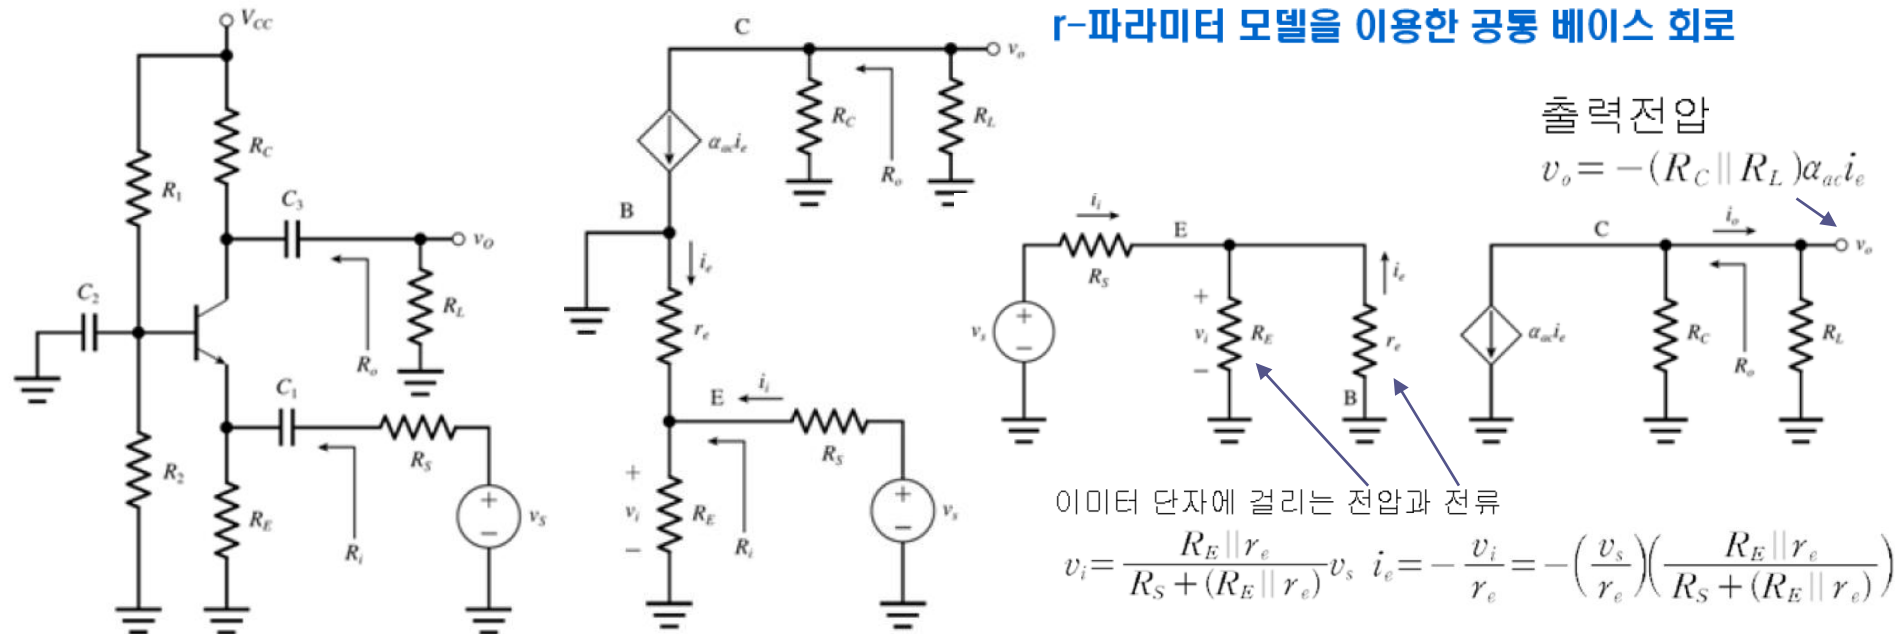 r-파라미터 모델을 이용한 공통 베이스 회로
V_CC
R_C
R_1
C_3
v_O
C_2
R_L
R_o
C_1
R_2
R_S
R_E
R_i
v_S
C
v_o
R_C
R_L
α_ac i_e
R_o
B
i_e
r_e
E
i_i
R_S
+
v_i
−
R_E
R_i
+
−
v_s
출력전압
v_o = −(R_C || R_L)α_ac i_e
i_i
E
R_S
i_e
v_s
+
−
+
v_i
−
R_E
r_e
B
C
i_o
v_o
α_ac i_e
R_C
R_o
R_L
이미터 단자에 걸리는 전압과 전류
v_i = \frac{R_E || r_e}{R_S + (R_E || r_e)} v_s  i_e = −\frac{v_i}{r_e} = −(\frac{v_s}{r_e})(\frac{R_E || r_e}{R_S + (R_E || r_e)})